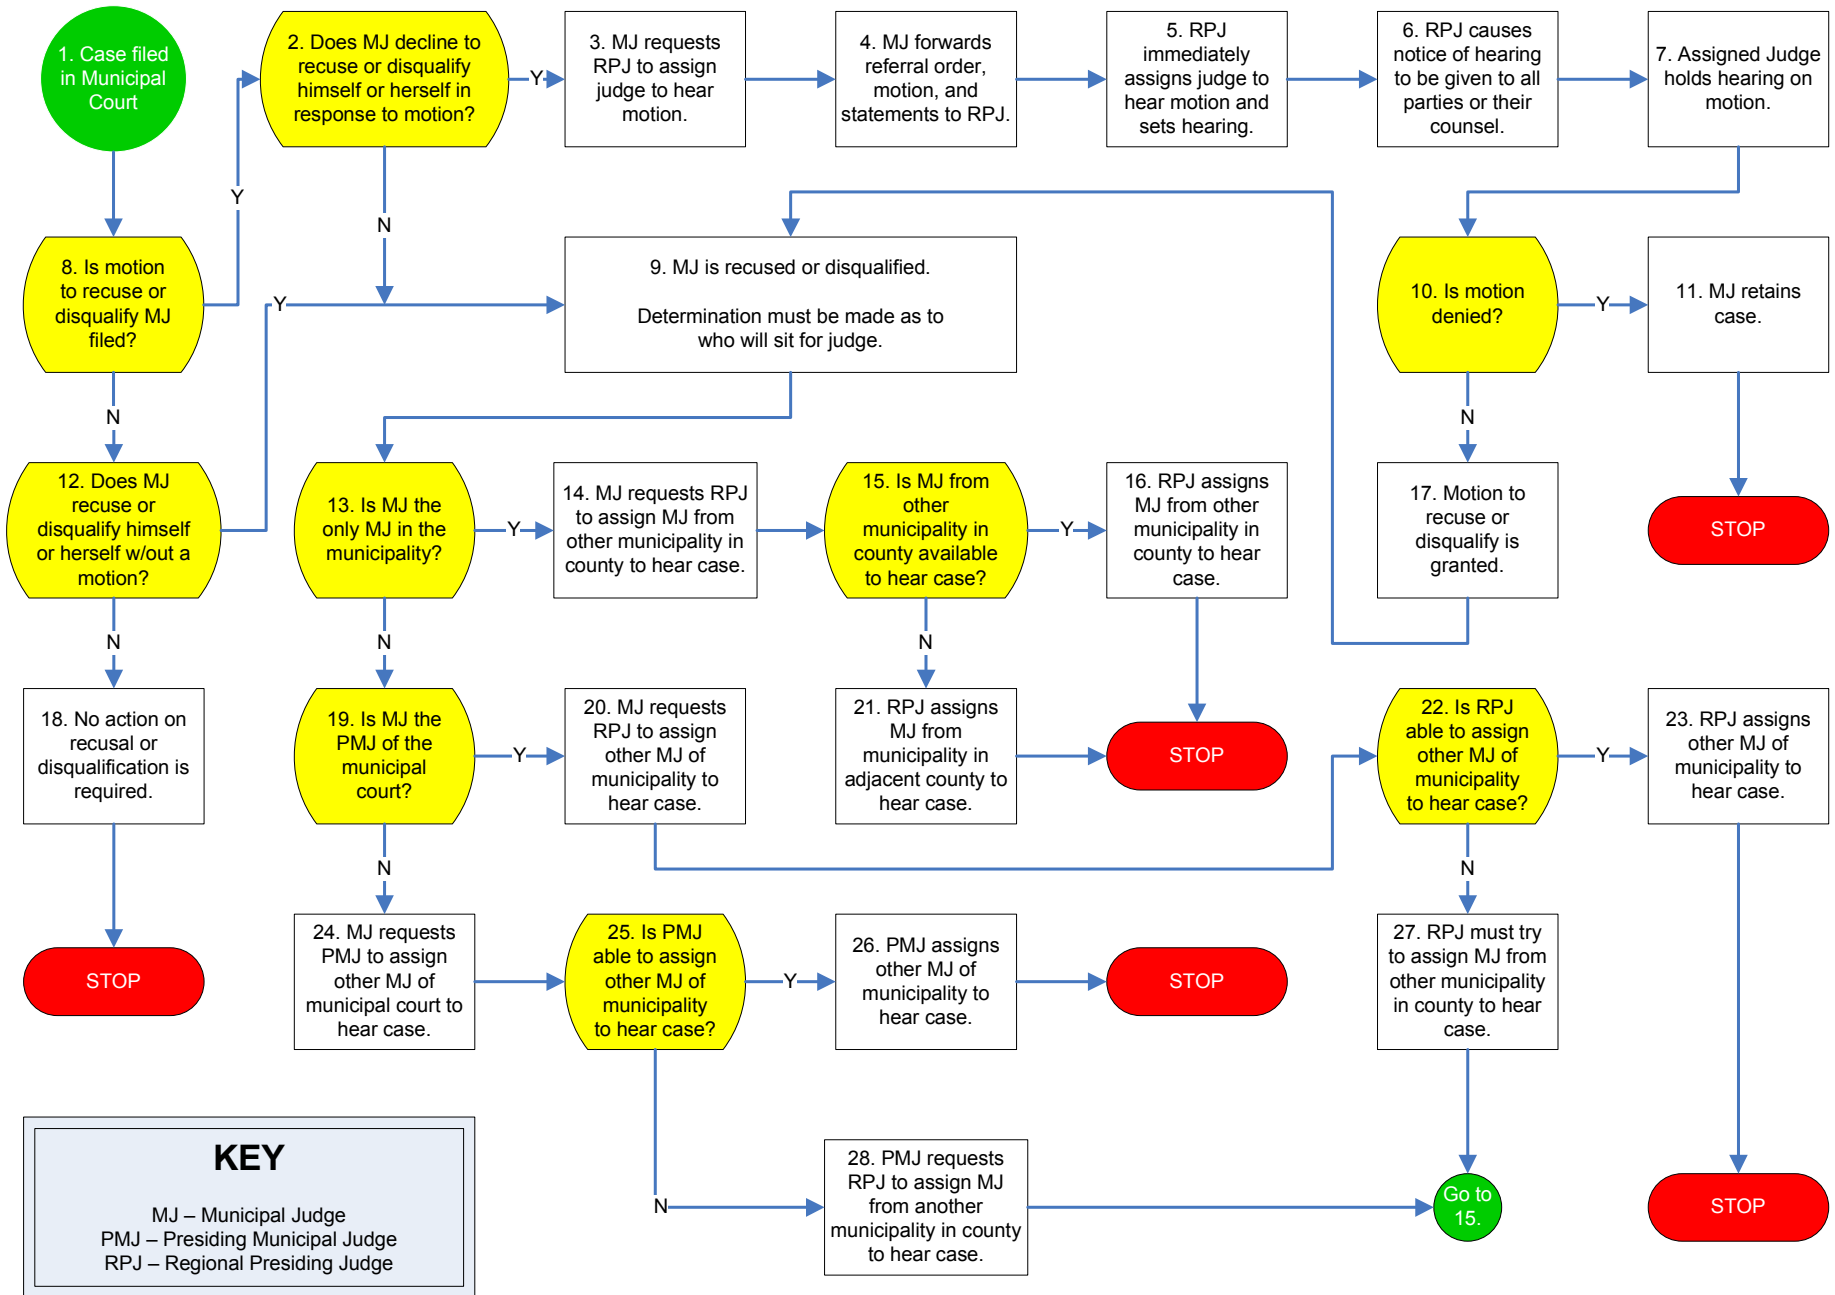 1. Case filed
in Municipal
Court
2. Does MJ decline to
recuse or disqualify
himself or herself in
response to motion?
Y
3. MJ requests
RPJ to assign
judge to hear
motion.
4. MJ forwards
referral order,
motion, and
statements to RPJ.
5. RPJ
immediately
assigns judge to
hear motion and
sets hearing.
6. RPJ causes
notice of hearing
to be given to all
parties or their
counsel.
7. Assigned Judge
holds hearing on
motion.
Y
N
8. Is motion
to recuse or
disqualify MJ
filed?
Y
9. MJ is recused or disqualified.
Determination must be made as to
who will sit for judge.
10. Is motion
denied?
Y
11. MJ retains
case.
N
N
12. Does MJ
recuse or
disqualify himself
or herself w/out a
motion?
13. Is MJ the
only MJ in the
municipality?
Y
14. MJ requests RPJ
to assign MJ from
other municipality in
county to hear case.
15. Is MJ from
other
municipality in
county available
to hear case?
Y
16. RPJ assigns
MJ from other
municipality in
county to hear
case.
17. Motion to
recuse or
disqualify is
granted.
STOP
N
N
N
18. No action on
recusal or
disqualification is
required.
19. Is MJ the
PMJ of the
municipal
court?
Y
20. MJ requests
RPJ to assign
other MJ of
municipality to
hear case.
21. RPJ assigns
MJ from
municipality in
adjacent county to
hear case.
STOP
22. Is RPJ
able to assign
other MJ of
municipality
to hear case?
Y
23. RPJ assigns
other MJ of
municipality to
hear case.
N
N
STOP
24. MJ requests
PMJ to assign
other MJ of
municipal court to
hear case.
25. Is PMJ
able to assign
other MJ of
municipality
to hear case?
Y
26. PMJ assigns
other MJ of
municipality to
hear case.
STOP
27. RPJ must try
to assign MJ from
other municipality
in county to hear
case.
N
28. PMJ requests
RPJ to assign MJ
from another
municipality in county
to hear case.
Go to
15.
STOP
KEY
MJ – Municipal Judge
PMJ – Presiding Municipal Judge
RPJ – Regional Presiding Judge